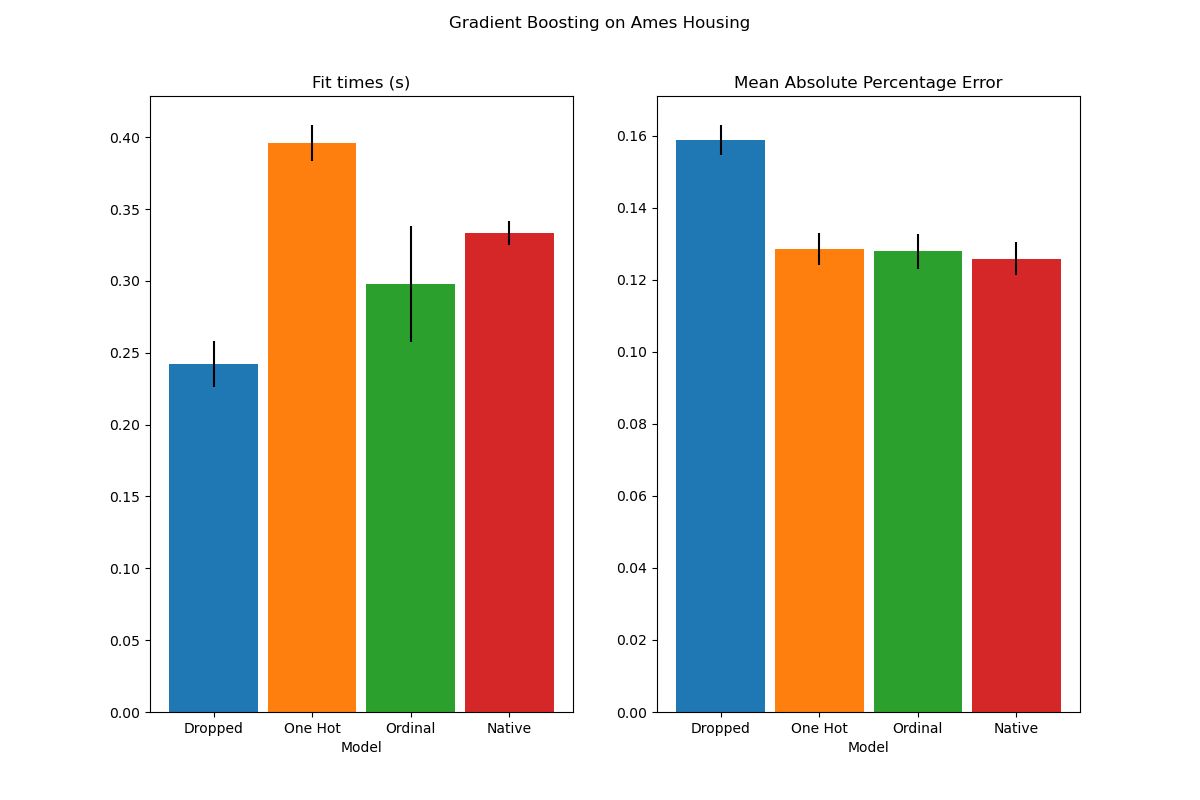 Gradient Boosting on Ames Housing
Fit times (s)
0.40
0.35
0.30
0.25
0.20
0.15
0.10
0.05
0.00
Dropped One Hot Ordinal Native
Model
Mean Absolute Percentage Error
0.16
0.14
0.12
0.10
0.08
0.06
0.04
0.02
0.00
Dropped One Hot Ordinal Native
Model